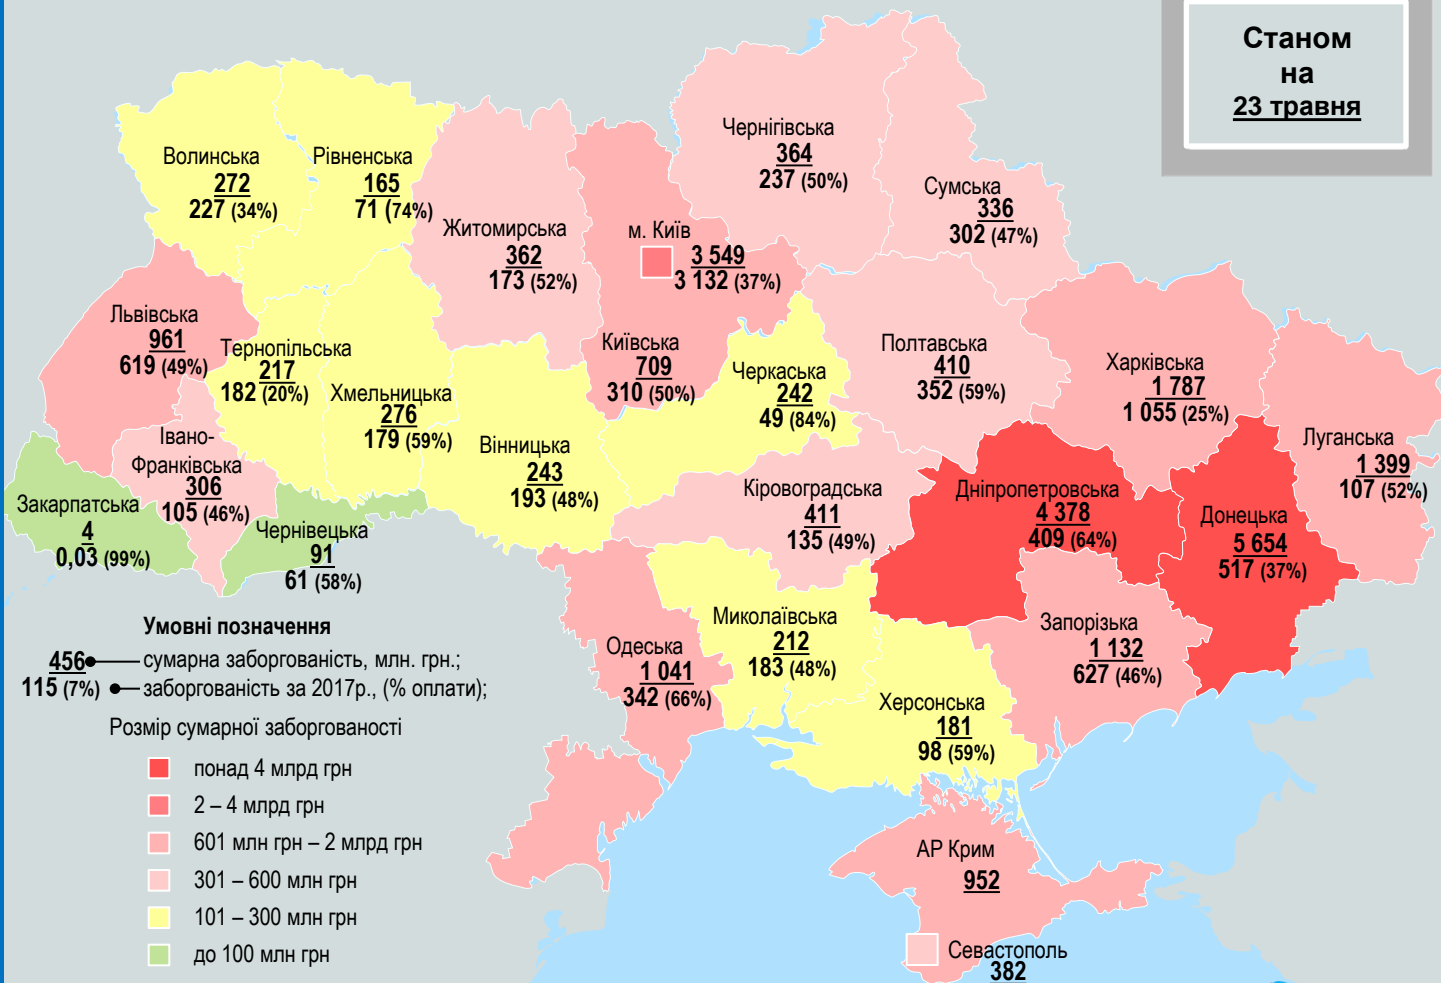 Станом
на
23 травня
Чернігівська
364
237 (50%)
Волинська
272
227 (34%)
Рівненська
165
71 (74%)
Сумська
336
302 (47%)
Житомирська
362
173 (52%)
м. Київ
3 549
3 132 (37%)
Львівська
961
619 (49%)
Тернопільська
217
182 (20%)
Хмельницька
276
179 (59%)
Київська
709
310 (50%)
Черкаська
242
49 (84%)
Полтавська
410
352 (59%)
Харківська
1 787
1 055 (25%)
Луганська
1 399
107 (52%)
Івано-
Франківська
306
105 (46%)
Вінницька
243
193 (48%)
Кіровоградська
411
135 (49%)
Дніпропетровська
4 378
409 (64%)
Донецька
5 654
517 (37%)
Закарпатська
4
0,03 (99%)
Чернівецька
91
61 (58%)
Миколаївська
212
183 (48%)
Запорізька
1 132
627 (46%)
Одеська
1 041
342 (66%)
Херсонська
181
98 (59%)
АР Крим
952
Севастополь
382
Умовні позначення
456 сумарна заборгованість, млн. грн.;
115 (7%) заборгованість за 2017р., (% оплати);
Розмір сумарної заборгованості
понад 4 млрд грн
2 – 4 млрд грн
601 млн грн – 2 млрд грн
301 – 600 млн грн
101 – 300 млн грн
до 100 млн грн